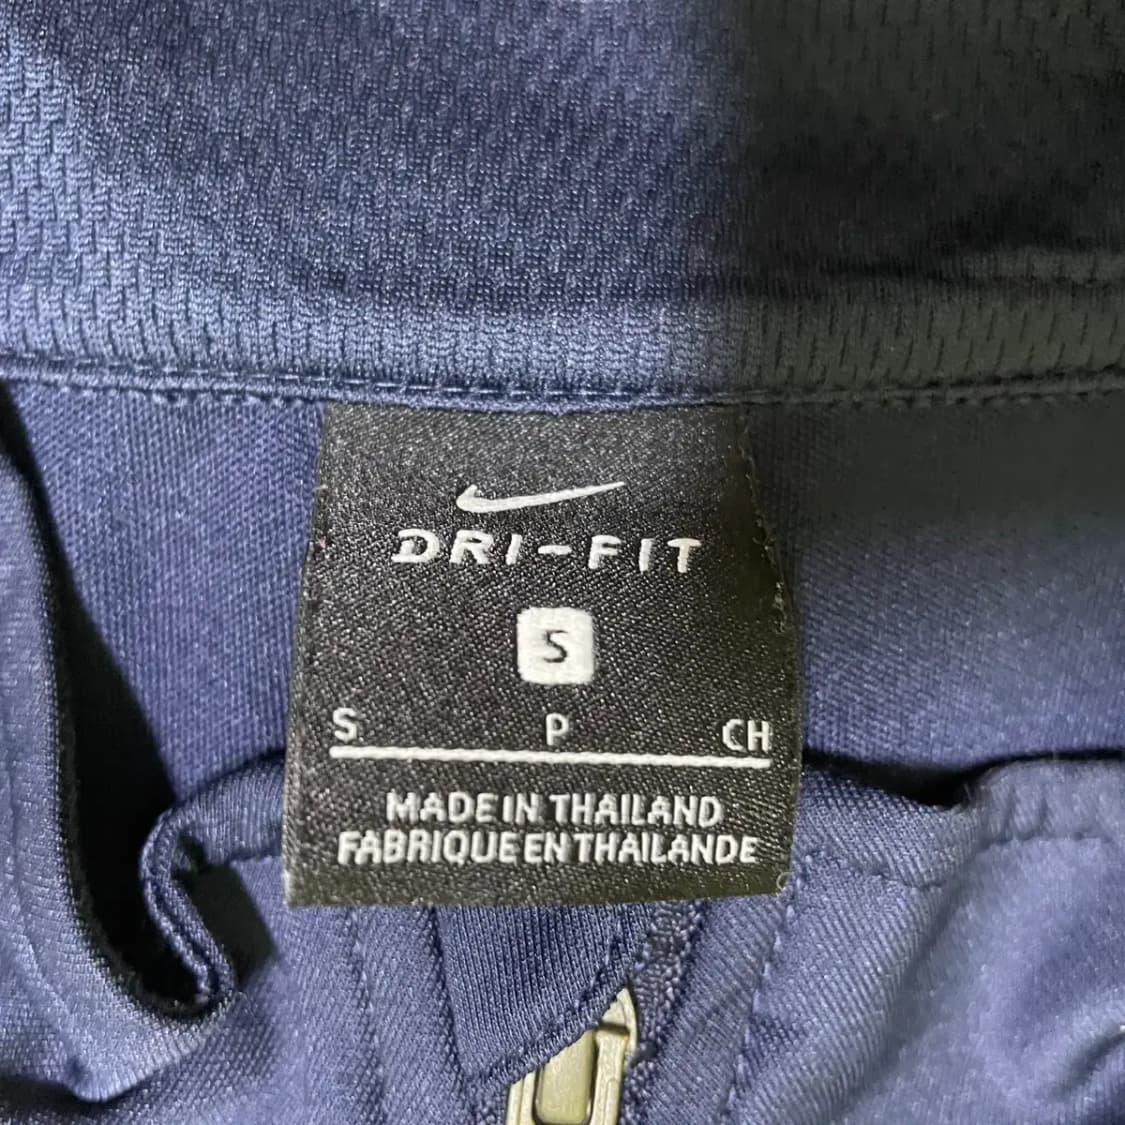 DRI-FIT
S
S P CH
MADE IN THAILAND
FABRIQUE EN THAILANDE